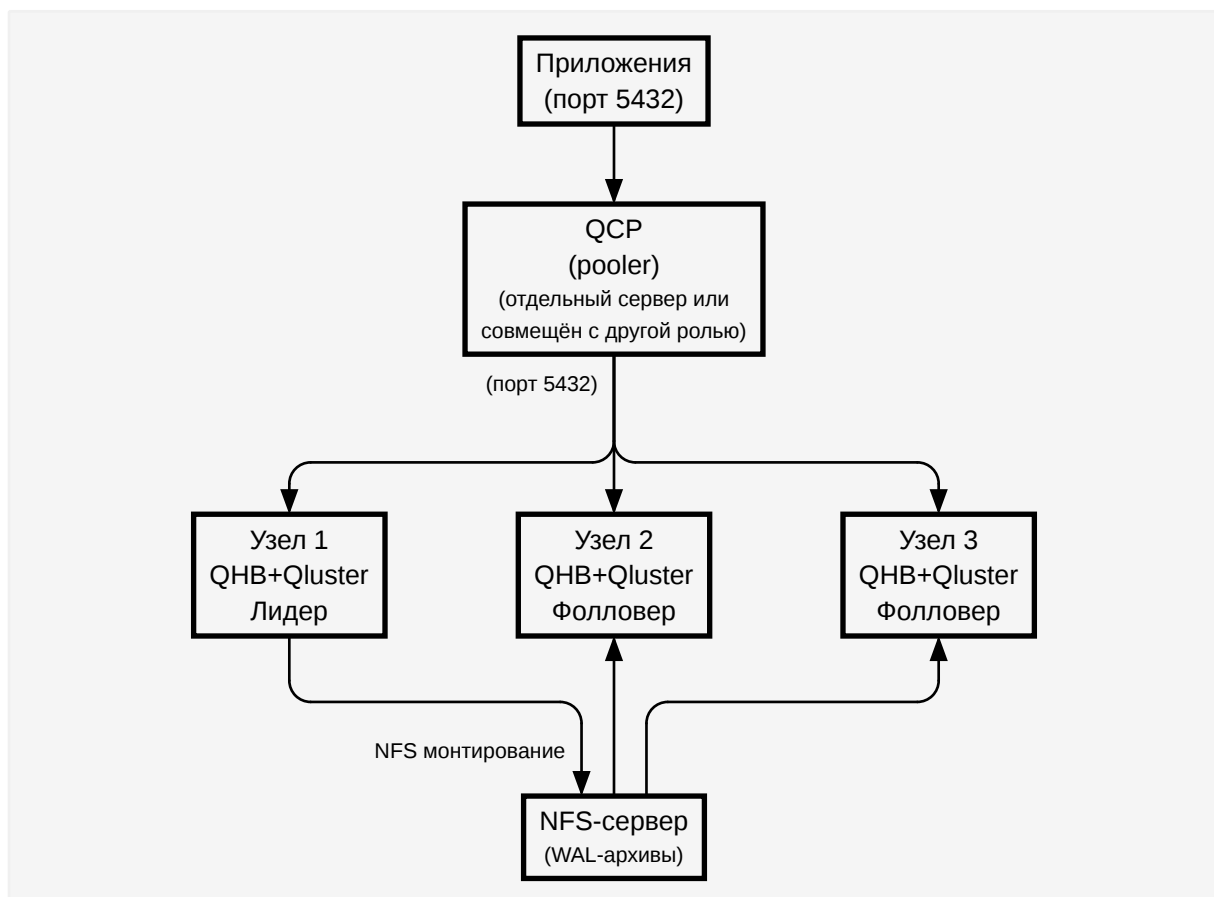 Приложения
(порт 5432)
QCP
(pooler)
(отдельный сервер или
совмещён с другой ролью)
(порт 5432)
Узел 1
QHB+Qluster
Лидер
Узел 2
QHB+Qluster
Фолловер
Узел 3
QHB+Qluster
Фолловер
NFS монтирование
NFS-сервер
(WAL-архивы)